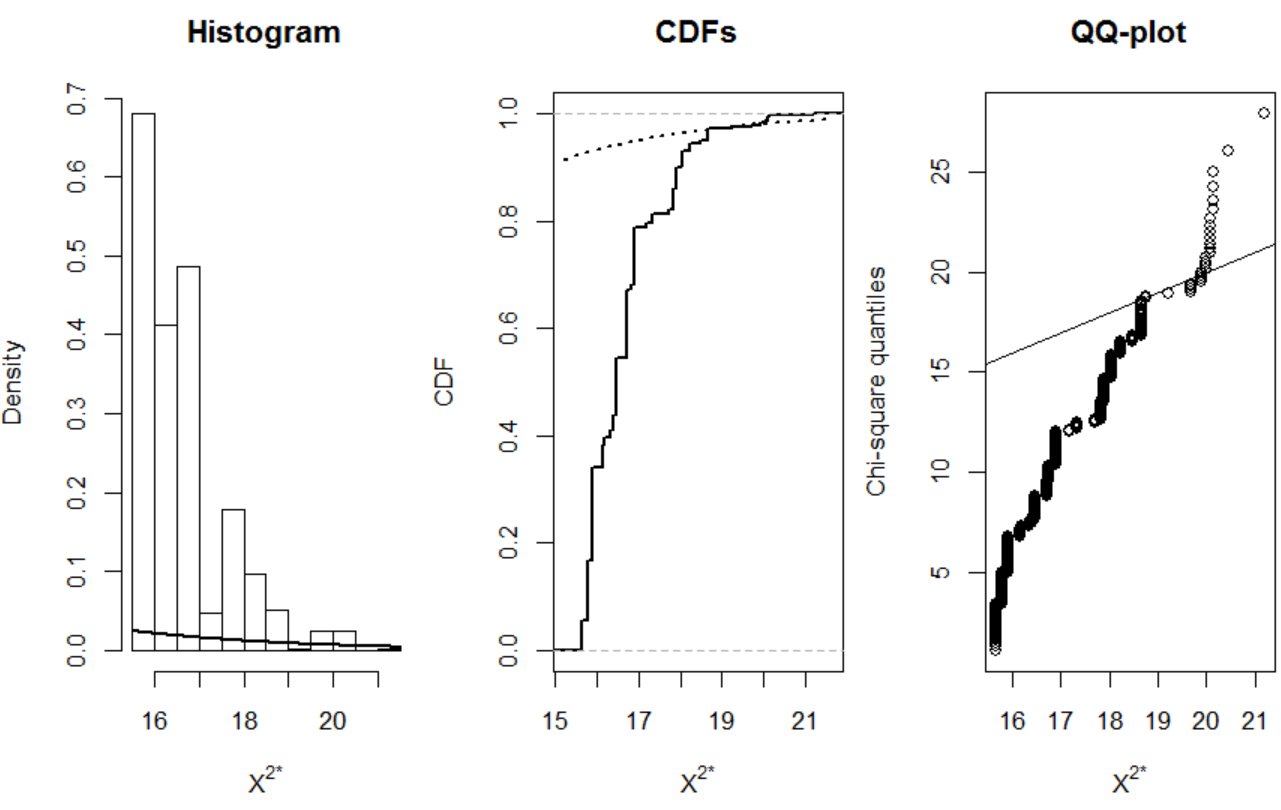 Histogram
Density
0.0 0.1 0.2 0.3 0.4 0.5 0.6 0.7
16 18 20
X2*
CDFs
CDF
0.0 0.2 0.4 0.6 0.8 1.0
15 17 19 21
X2*
QQ-plot
Chi-square quantiles
5 10 15 20 25
16 17 18 19 20 21
X2*